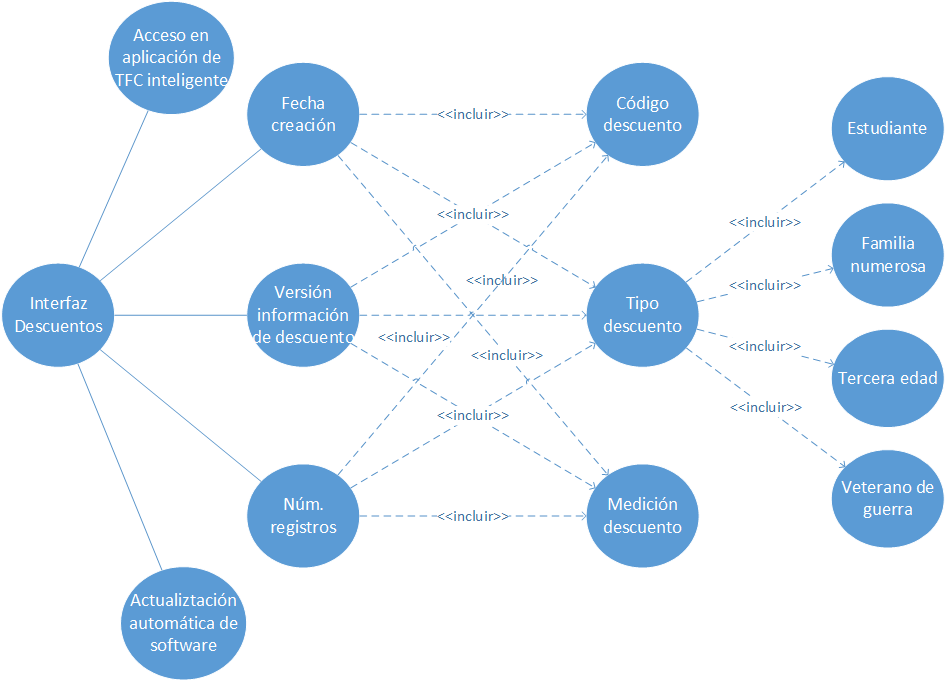 Acceso en
aplicación de
TFC inteligente
Fecha
creación
<<incluir>>
Código
descuento
Estudiante
<<incluir>>
<<incluir>>
Familia
numerosa
<<incluir>>
<<incluir>>
Interfaz
Descuentos
Versión
información
de descuento
<<incluir>>
<<incluir>>
Tipo
descuento
<<incluir>>
Tercera edad
<<incluir>>
<<incluir>>
Núm.
registros
<<incluir>>
Medición
descuento
Veterano de
guerra
Actualiztación
automática de
software